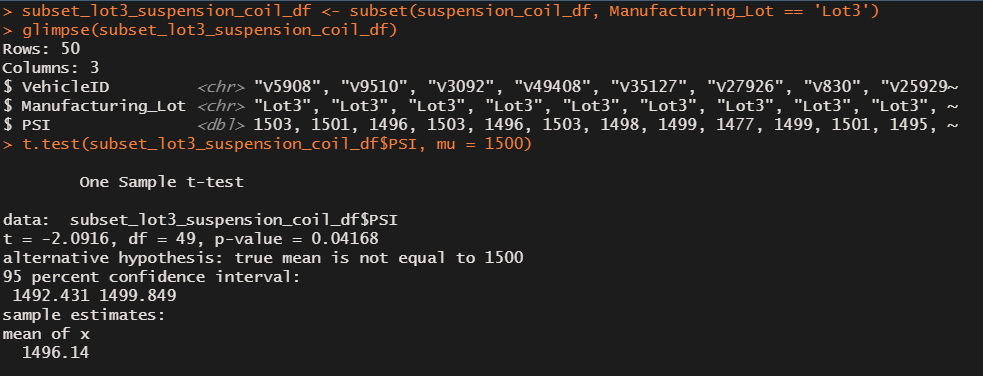 > subset_lot3_suspension_coil_df <- subset(suspension_coil_df, Manufacturing_Lot == 'Lot3')
> glimpse(subset_lot3_suspension_coil_df)
Rows: 50
Columns: 3
$ VehicleID         <chr> "v5908", "v9510", "v3092", "v49408", "v35127", "v27926", "v830", "v25929~
$ Manufacturing_Lot <chr> "Lot3", "Lot3", "Lot3", "Lot3", "Lot3", "Lot3", "Lot3", "Lot3", "Lot3", ~
$ PSI               <dbl> 1503, 1501, 1496, 1503, 1496, 1503, 1498, 1499, 1477, 1499, 1501, 1495, ~
> t.test(subset_lot3_suspension_coil_df$PSI, mu = 1500)
One Sample t-test
data:  subset_lot3_suspension_coil_df$PSI
t = -2.0916, df = 49, p-value = 0.04168
alternative hypothesis: true mean is not equal to 1500
95 percent confidence interval:
1492.431 1499.849
sample estimates:
mean of x
1496.14